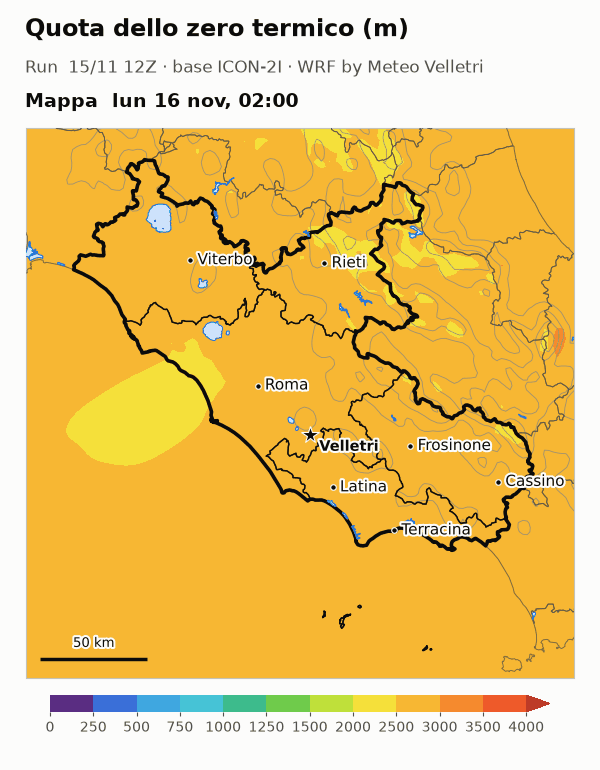 Quota dello zero termico (m)
Run  15/11 12Z · base ICON-2I · WRF by Meteo Velletri
Mappa  lun 16 nov, 02:00
Viterbo
Rieti
Roma
Velletri
Frosinone
Cassino
Latina
Terracina
50 km
0 250 500 750 1000 1250 1500 2000 2500 3000 3500 4000